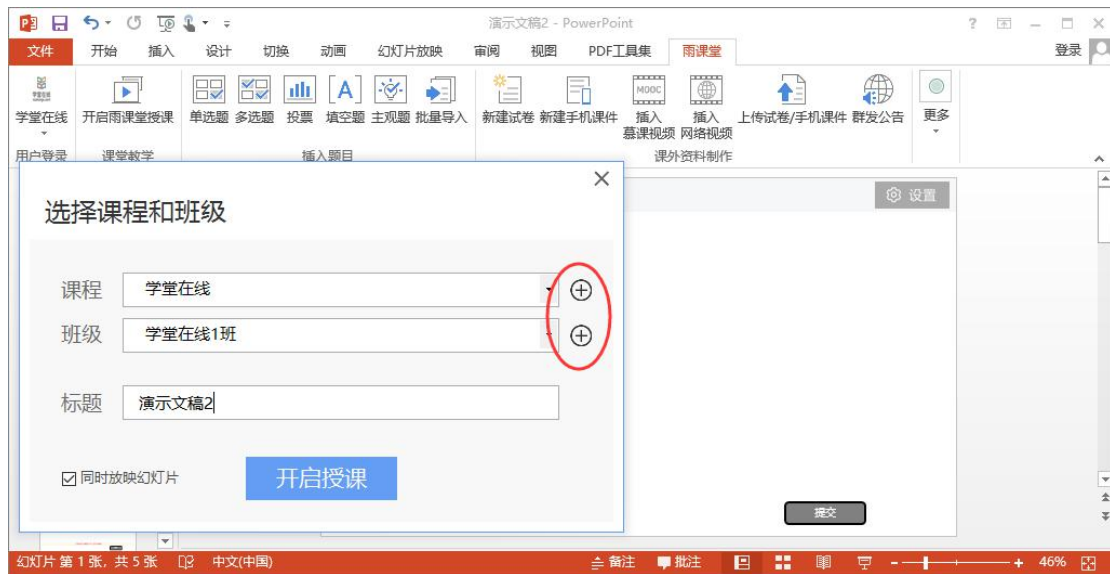 演示文稿2 - PowerPoint
文件 开始 插入 设计 切换 动画 幻灯片放映 审阅 视图 PDF工具集 雨课堂 登录
学堂在线 开启雨课堂授课 单选题 多选题 投票 填空题 主观题 批量导入 新建试卷 新建手机课件 插入 插入 上传试卷/手机课件 群发公告 更多
慕课视频 网络视频
用户登录 课堂教学 插入题目 课外资料制作
MOOC
A
选择课程和班级
设置
课程 学堂在线
班级 学堂在线1班
标题 演示文稿2
同时放映幻灯片 开启授课
提交
幻灯片 第 1 张, 共 5 张 中文(中国) 备注 批注 46%